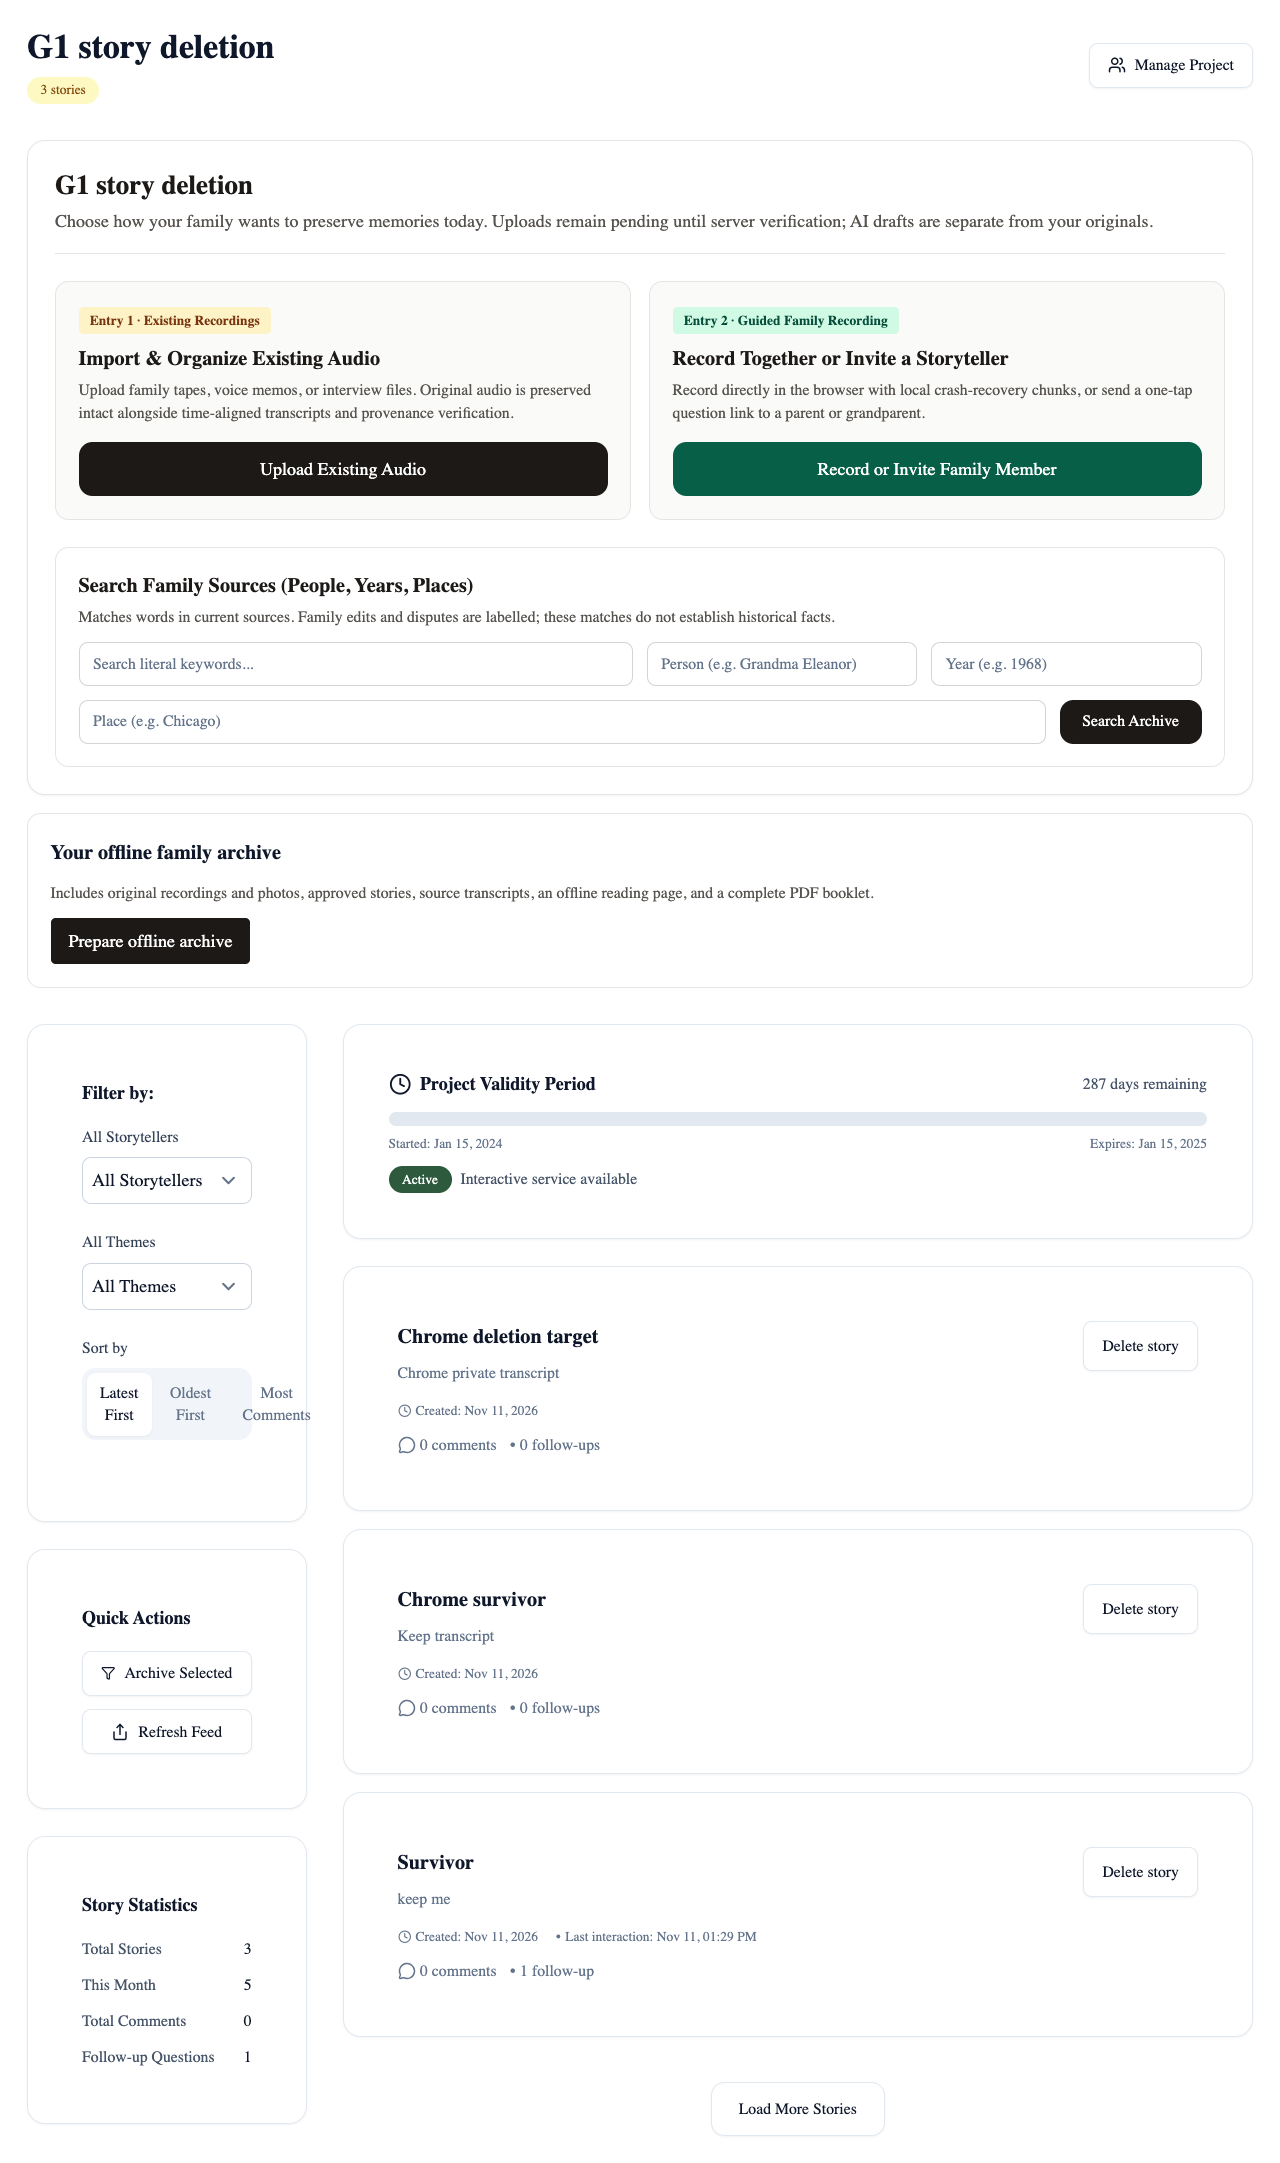 G1 story deletion
3 stories
Manage Project
G1 story deletion
Choose how your family wants to preserve memories today. Uploads remain pending until server verification; AI drafts are separate from your originals.
Entry 1 · Existing Recordings
Import & Organize Existing Audio
Upload family tapes, voice memos, or interview files. Original audio is preserved
intact alongside time-aligned transcripts and provenance verification.
Upload Existing Audio
Entry 2 · Guided Family Recording
Record Together or Invite a Storyteller
Record directly in the browser with local crash-recovery chunks, or send a one-tap
question link to a parent or grandparent.
Record or Invite Family Member
Search Family Sources (People, Years, Places)
Matches words in current sources. Family edits and disputes are labelled; these matches do not establish historical facts.
Search literal keywords...
Person (e.g. Grandma Eleanor)
Year (e.g. 1968)
Place (e.g. Chicago)
Search Archive
Your offline family archive
Includes original recordings and photos, approved stories, source transcripts, an offline reading page, and a complete PDF booklet.
Prepare offline archive
Filter by:
All Storytellers
All Storytellers
All Themes
All Themes
Sort by
Latest
First
Oldest
First
Most
Comments
Quick Actions
Archive Selected
Refresh Feed
Story Statistics
Total Stories 3
This Month 5
Total Comments 0
Follow-up Questions 1
Project Validity Period
287 days remaining
Started: Jan 15, 2024
Expires: Jan 15, 2025
Active Interactive service available
Chrome deletion target
Delete story
Chrome private transcript
Created: Nov 11, 2026
0 comments • 0 follow-ups
Chrome survivor
Delete story
Keep transcript
Created: Nov 11, 2026
0 comments • 0 follow-ups
Survivor
Delete story
keep me
Created: Nov 11, 2026 • Last interaction: Nov 11, 01:29 PM
0 comments • 1 follow-up
Load More Stories